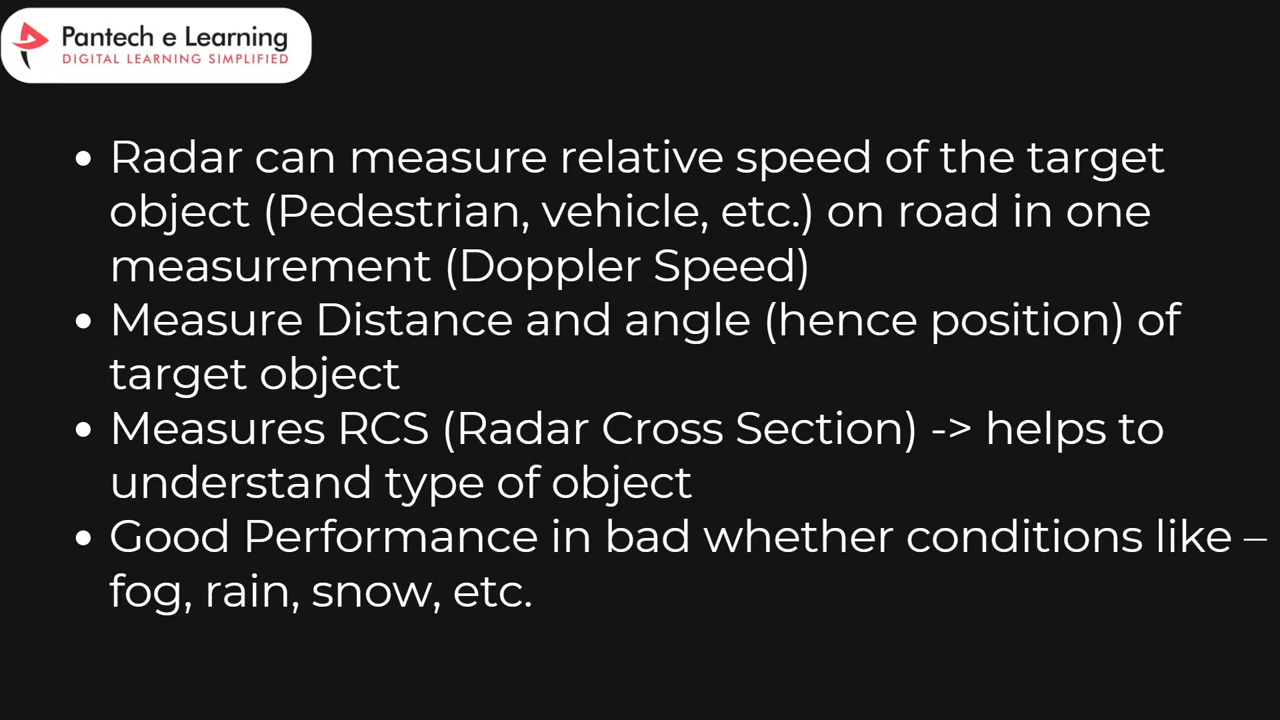 Pantech e Learning
DIGITAL LEARNING SIMPLIFIED
• Radar can measure relative speed of the target
object (Pedestrian, vehicle, etc.) on road in one
measurement (Doppler Speed)
• Measure Distance and angle (hence position) of
target object
• Measures RCS (Radar Cross Section) -> helps to
understand type of object
• Good Performance in bad whether conditions like –
fog, rain, snow, etc.